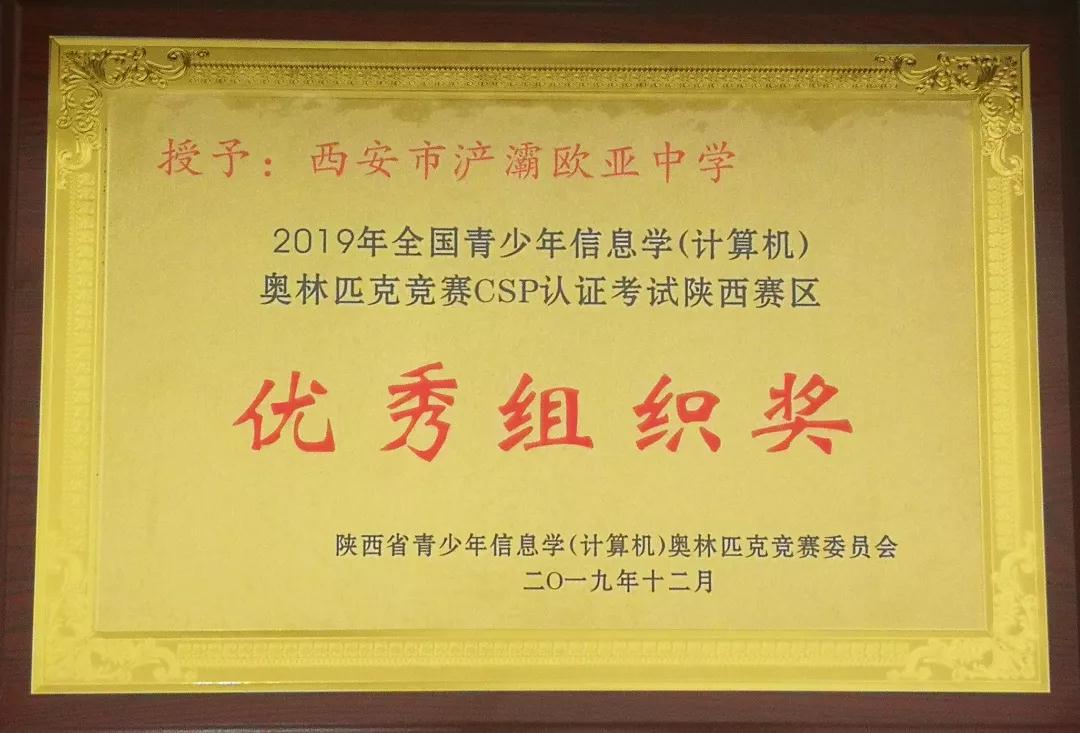 授予：西安市浐灞欧亚中学
2019年全国青少年信息学(计算机)
奥林匹克竞赛CSP认证考试陕西赛区
优秀组织奖
陕西省青少年信息学(计算机)奥林匹克竞赛委员会
二O一九年十二月